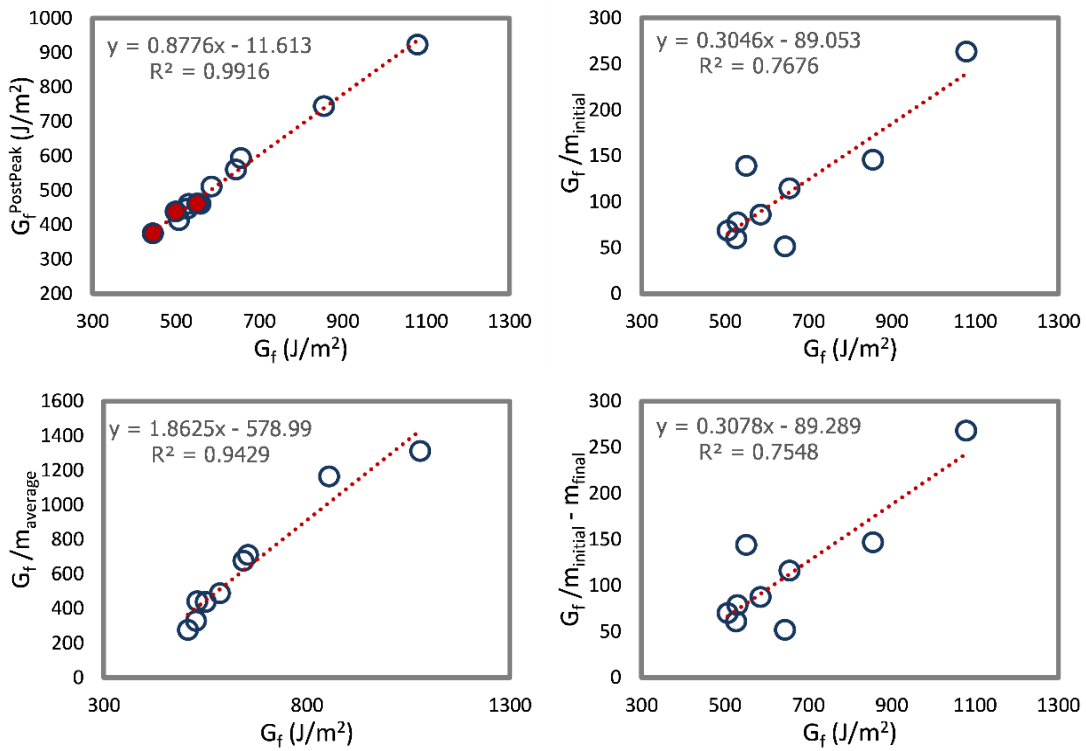 1000
900
800
700
600
500
400
300
200
G_f^PostPeak (J/m²)
y = 0.8776x - 11.613
R² = 0.9916
300 500 700 900 1100 1300
G_f (J/m²)
300
250
200
150
100
50
0
G_f /m_initial
y = 0.3046x - 89.053
R² = 0.7676
300 500 700 900 1100 1300
G_f (J/m²)
1600
1400
1200
1000
800
600
400
200
0
G_f /m_average
y = 1.8625x - 578.99
R² = 0.9429
300 800 1300
G_f (J/m²)
300
250
200
150
100
50
0
G_f /m_initial - m_final
y = 0.3078x - 89.289
R² = 0.7548
300 500 700 900 1100 1300
G_f (J/m²)